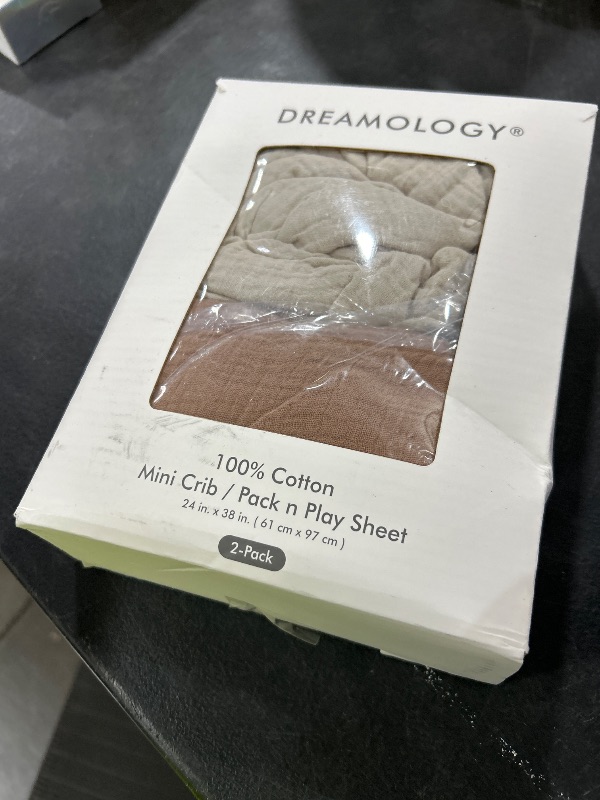 DREAMOLOGY®
100% Cotton
Mini Crib / Pack n Play Sheet
24 in. x 38 in. ( 61 cm x 97 cm )
2-Pack